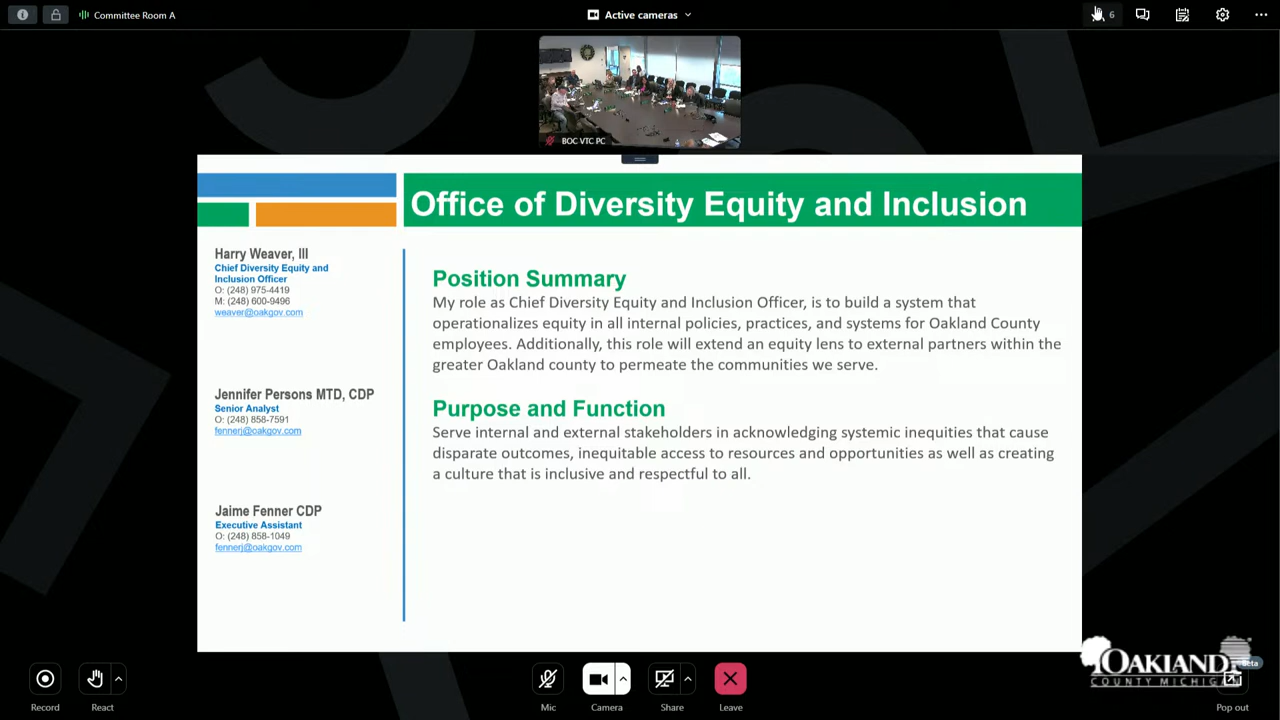 Committee Room A
Active cameras
6
BOC VTC PC
Office of Diversity Equity and Inclusion
Harry Weaver, III
Chief Diversity Equity and
Inclusion Officer
O: (248) 975-4419
M: (248) 600-9496
weaver@oakgov.com
Jennifer Persons MTD, CDP
Senior Analyst
O: (248) 858-7591
fennerj@oakgov.com
Jaime Fenner CDP
Executive Assistant
O: (248) 858-1049
fennerj@oakgov.com
Position Summary
My role as Chief Diversity Equity and Inclusion Officer, is to build a system that
operationalizes equity in all internal policies, practices, and systems for Oakland County
employees. Additionally, this role will extend an equity lens to external partners within the
greater Oakland county to permeate the communities we serve.
Purpose and Function
Serve internal and external stakeholders in acknowledging systemic inequities that cause
disparate outcomes, inequitable access to resources and opportunities as well as creating
a culture that is inclusive and respectful to all.
OAKLAND
COUNTY MICHIGAN
Beta
Record
React
Mic
Camera
Share
Leave
Pop out